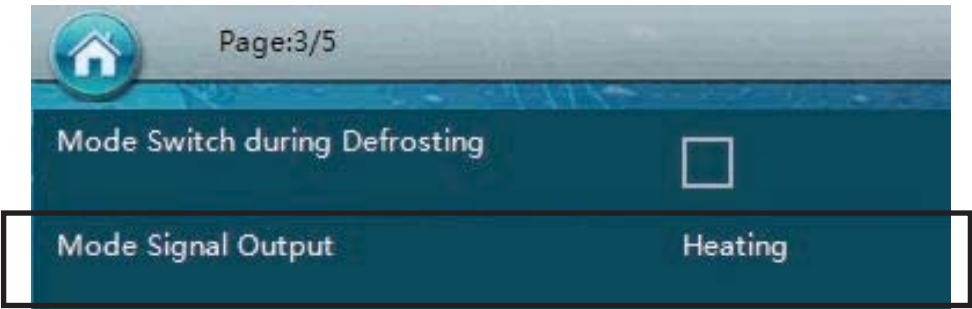 Page:3/5
Mode Switch during Defrosting
Mode Signal Output Heating